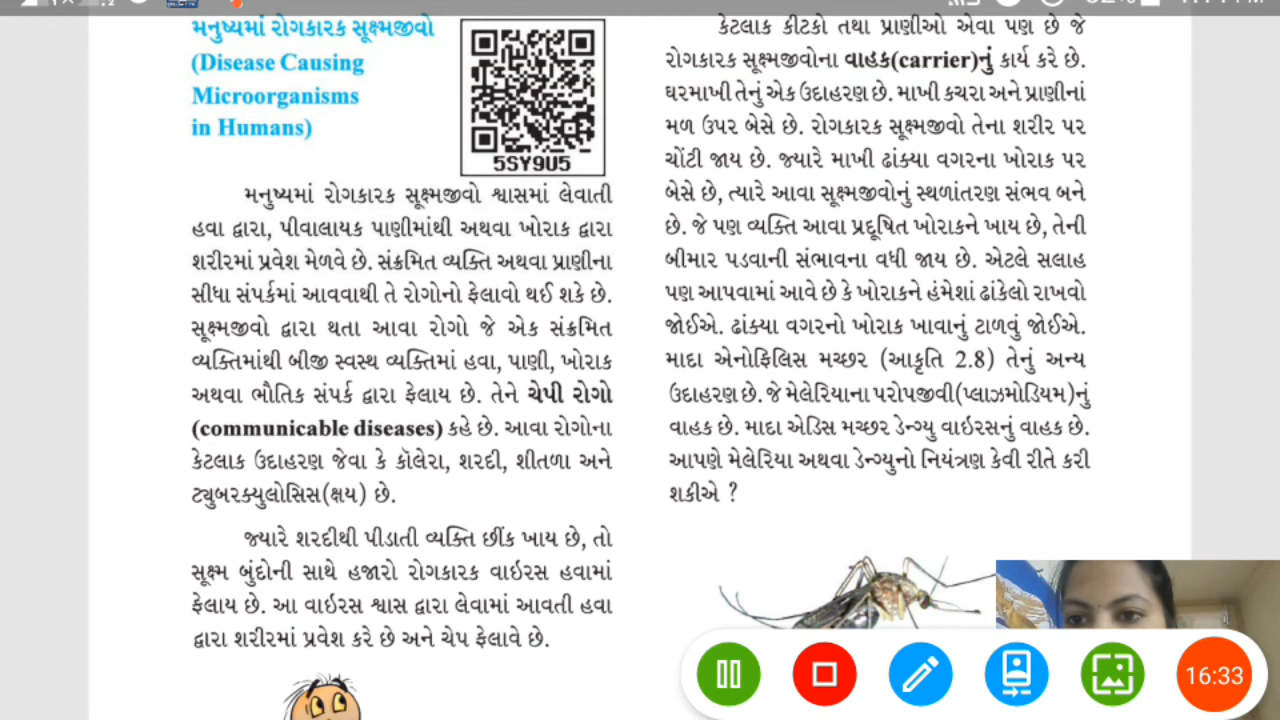 મનુષ્યમાં રોગકારક સૂક્ષ્મજીવો
(Disease Causing
Microorganisms
in Humans)
5SY9U5
મનુષ્યમાં રોગકારક સૂક્ષ્મજીવો શ્વાસમાં લેવાતી
હવા દ્વારા, પીવાલાયક પાણીમાંથી અથવા ખોરાક દ્વારા
શરીરમાં પ્રવેશ મેળવે છે. સંક્રમિત વ્યક્તિ અથવા પ્રાણીના
સીધા સંપર્કમાં આવવાથી તે રોગોનો ફેલાવો થઈ શકે છે.
સૂક્ષ્મજીવો દ્વારા થતા આવા રોગો જે એક સંક્રમિત
વ્યક્તિમાંથી બીજી સ્વસ્થ વ્યક્તિમાં હવા, પાણી, ખોરાક
અથવા ભૌતિક સંપર્ક દ્વારા ફેલાય છે. તેને ચેપી રોગો
(communicable diseases) કહે છે. આવા રોગોના
કેટલાક ઉદાહરણ જેવા કે કૉલેરા, શરદી, શીતળા અને
ટ્યુબરક્યુલોસિસ(ક્ષય) છે.
જ્યારે શરદીથી પીડાતી વ્યક્તિ છીંક ખાય છે, તો
સૂક્ષ્મ બુંદોની સાથે હજારો રોગકારક વાઇરસ હવામાં
ફેલાય છે. આ વાઇરસ શ્વાસ દ્વારા લેવામાં આવતી હવા
દ્વારા શરીરમાં પ્રવેશ કરે છે અને ચેપ ફેલાવે છે.
કેટલાક કીટકો તથા પ્રાણીઓ એવા પણ છે જે
રોગકારક સૂક્ષ્મજીવોના વાહક(carrier)નું કાર્ય કરે છે.
ઘરમાખી તેનું એક ઉદાહરણ છે. માખી કચરા અને પ્રાણીનાં
મળ ઉપર બેસે છે. રોગકારક સૂક્ષ્મજીવો તેના શરીર પર
ચોંટી જાય છે. જ્યારે માખી ઢાંક્યા વગરના ખોરાક પર
બેસે છે, ત્યારે આવા સૂક્ષ્મજીવોનું સ્થળાંતરણ સંભવ બને
છે. જે પણ વ્યક્તિ આવા પ્રદૂષિત ખોરાકને ખાય છે, તેની
બીમાર પડવાની સંભાવના વધી જાય છે. એટલે સલાહ
પણ આપવામાં આવે છે કે ખોરાકને હંમેશાં ઢાંકેલો રાખવો
જોઈએ. ઢાંક્યા વગરનો ખોરાક ખાવાનું ટાળવું જોઈએ.
માદા એનોફિલિસ મચ્છર (આકૃતિ 2.8) તેનું અન્ય
ઉદાહરણ છે. જે મેલેરિયાના પરોપજીવી(પ્લાઝમોડિયમ)નું
વાહક છે. માદા એડિસ મચ્છર ડેન્ગ્યુ વાઇરસનું વાહક છે.
આપણે મેલેરિયા અથવા ડેન્ગ્યુનો નિયંત્રણ કેવી રીતે કરી
શકીએ ?
16:33